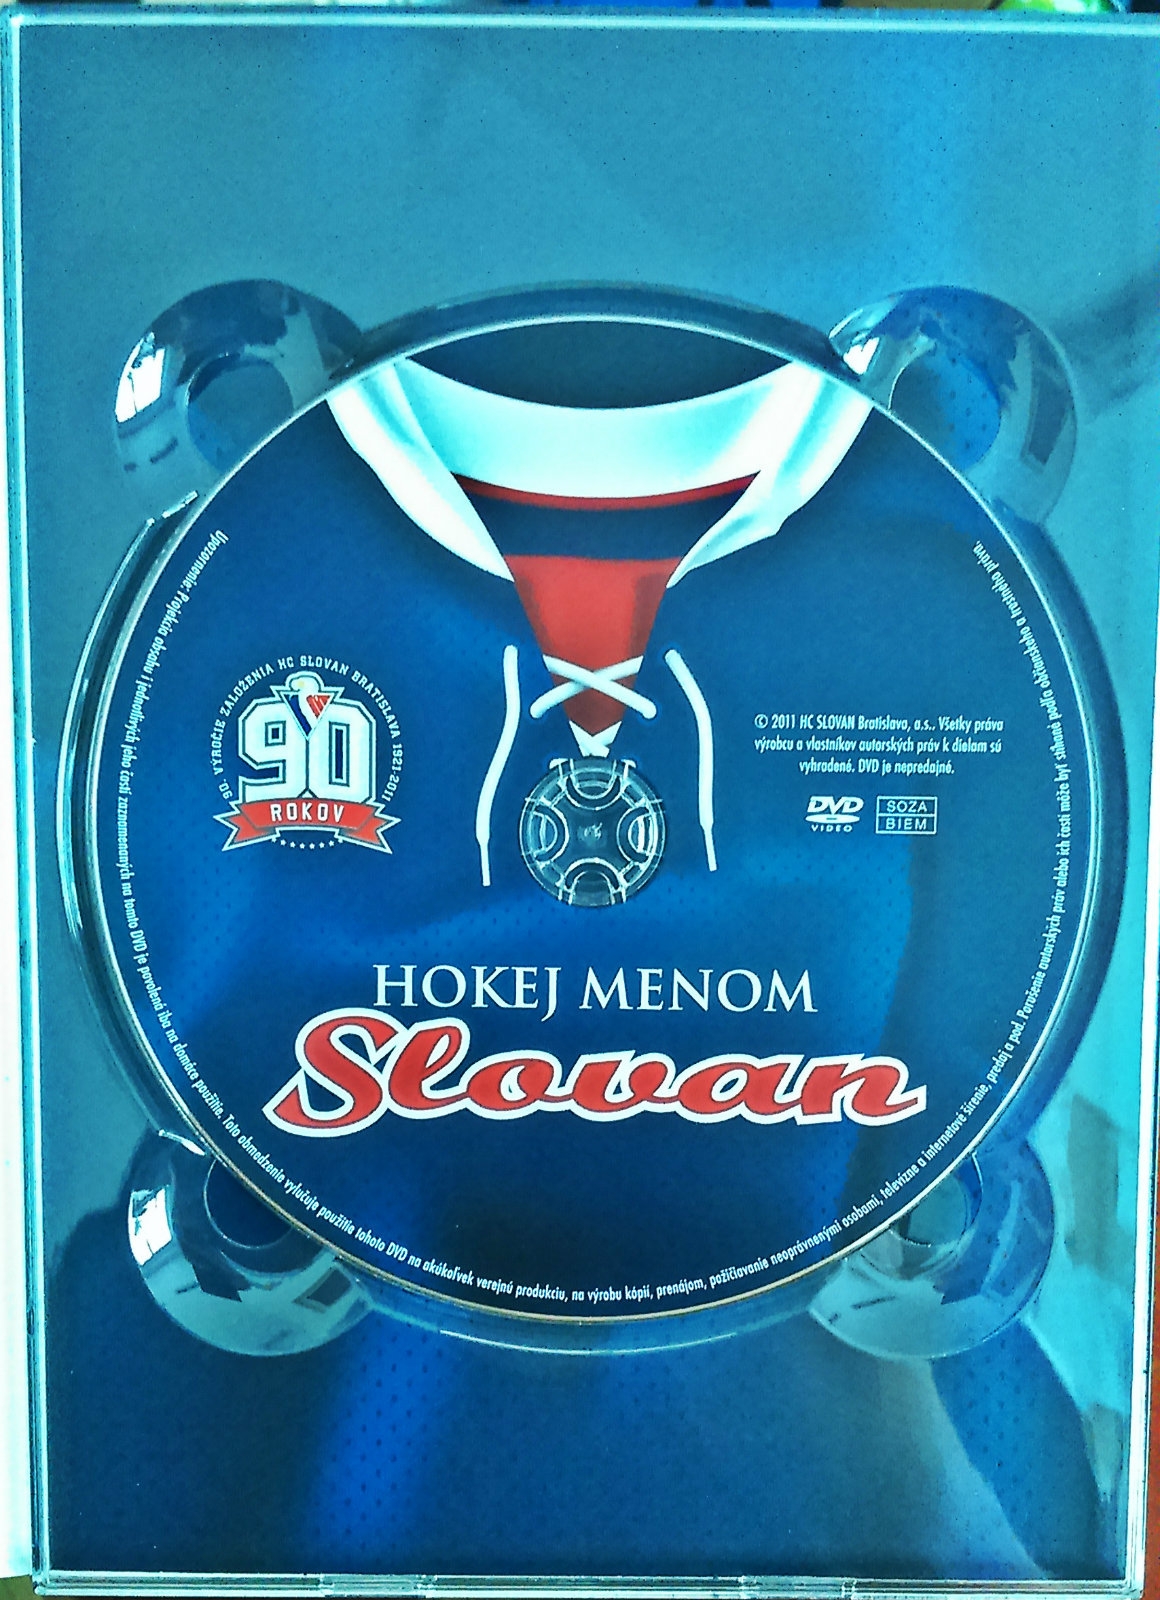 90. VÝROČIE ZALOŽENIA HC SLOVAN BRATISLAVA 1921-2011
90
ROKOV
© 2011 HC SLOVAN Bratislava, a.s.. Všetky práva
výrobcu a vlastníkov autorských práv k dielam sú
vyhradené. DVD je nepredajné.
DVD
VIDEO
SOZA
BIEM
HOKEJ MENOM
Slovan
Upozornenie: Projekcia obsahu i jednotlivých jeho častí zaznamenaných na tomto DVD je povolená iba na domáce použitie. Toto obmedzenie vylučuje použitie tohoto DVD na akúkoľvek verejnú produkciu, na výrobu kópií, prenájom, požičiavanie neoprávnenými osobami, televízne a internetové šírenie, predaj a pod. Porušenie autorských práv alebo ich časti môže byť stíhané podľa občianskeho a trestného práva.